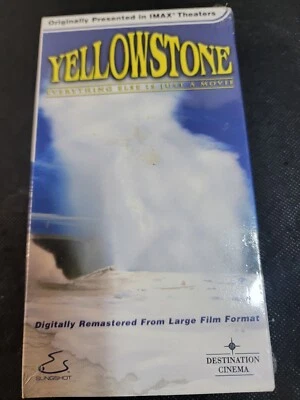 Originally Presented in IMAX® Theaters
YELLOWSTONE
EVERYTHING ELSE IS JUST A MOVIE
Digitally Remastered From Large Film Format
SLINGSHOT
DESTINATION
CINEMA